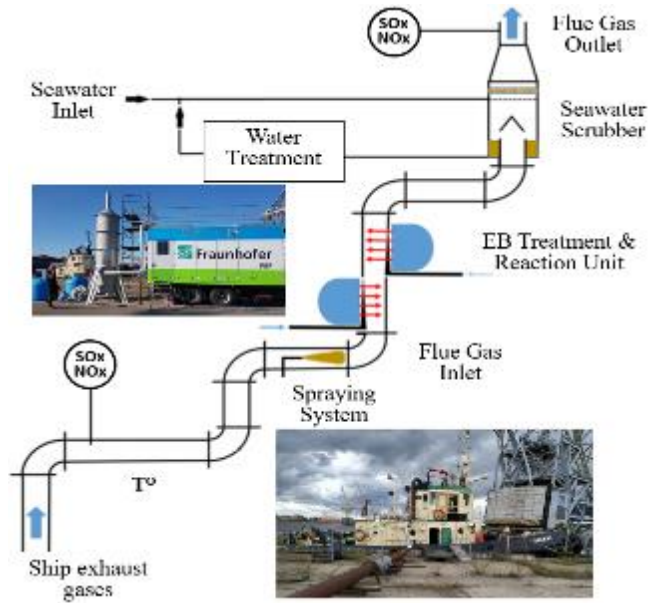 SOx
NOx
Flue Gas
Outlet
Seawater
Inlet
Seawater
Scrubber
Water
Treatment
Fraunhofer
EB Treatment &
Reaction Unit
SOx
NOx
Flue Gas
Inlet
Spraying
System
T°
Ship exhaust
gases